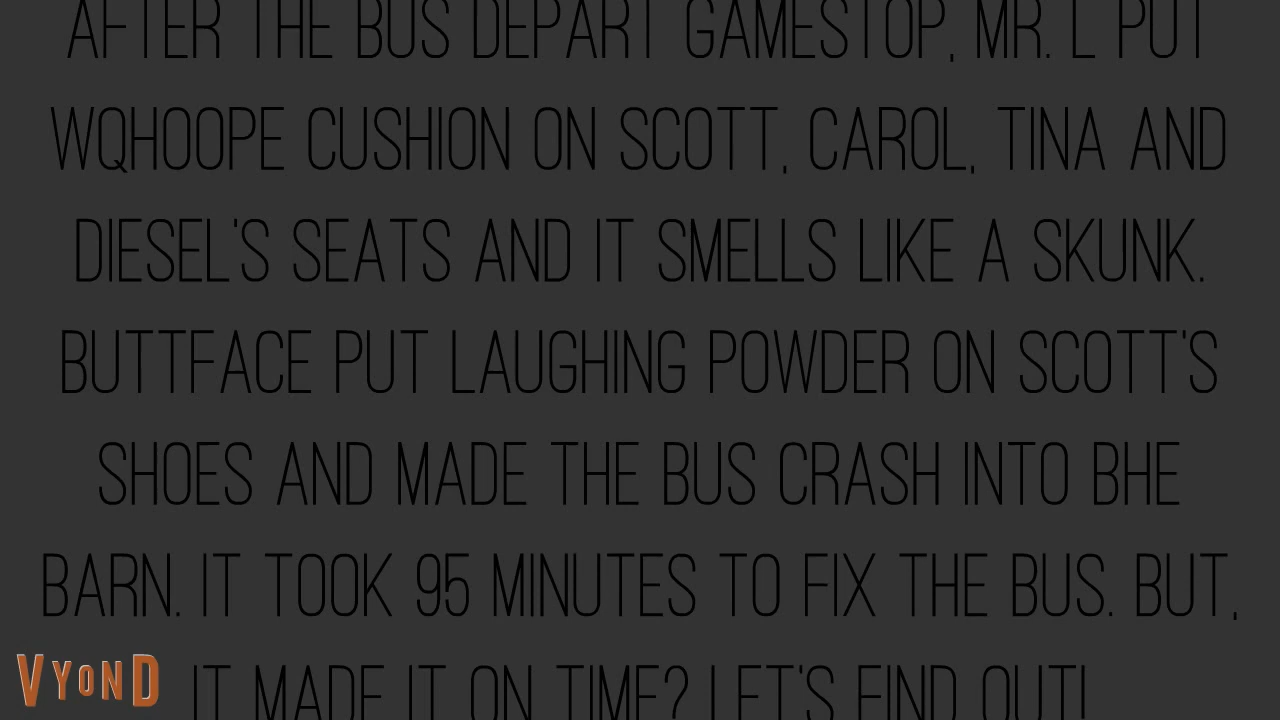 AFTER THE BUS DEPART GAMESTOP, MR. L PUT
WQHOOPE CUSHION ON SCOTT, CAROL, TINA AND
DIESEL'S SEATS AND IT SMELLS LIKE A SKUNK.
BUTTFACE PUT LAUGHING POWDER ON SCOTT'S
SHOES AND MADE THE BUS CRASH INTO BHE
BARN. IT TOOK 95 MINUTES TO FIX THE BUS. BUT,
IT MADE IT ON TIME? LET'S FIND OUT!
VYOND